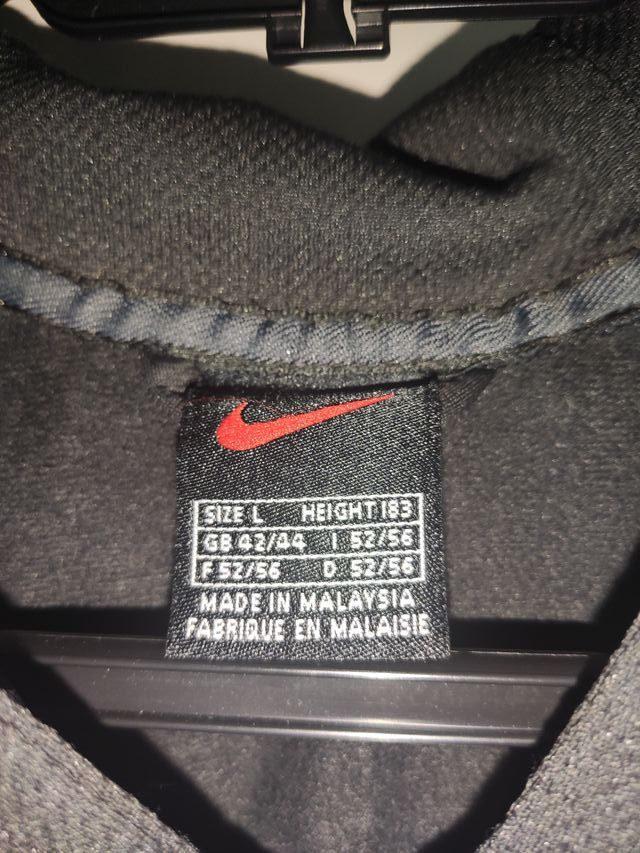 SIZE L HEIGHT 183
GB 42/44 I 52/56
F 52/56 D 52/56
MADE IN MALAYSIA
FABRIQUE EN MALAISIE